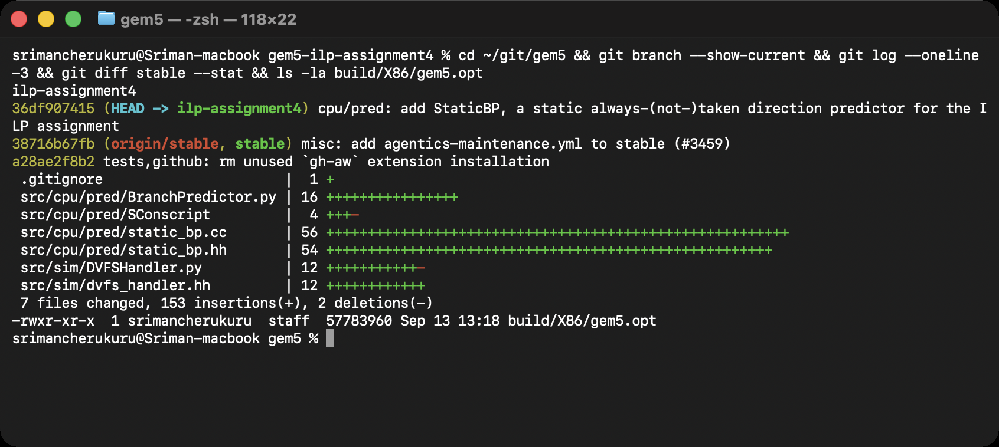 gem5 — -zsh — 118×22
srimancherukuru@Sriman-macbook gem5-ilp-assignment4 % cd ~/git/gem5 && git branch --show-current && git log --oneline
-3 && git diff stable --stat && ls -la build/X86/gem5.opt
ilp-assignment4
36df907415 (HEAD -> ilp-assignment4) cpu/pred: add StaticBP, a static always-(not-)taken direction predictor for the I
LP assignment
38716b67fb (origin/stable, stable) misc: add agentics-maintenance.yml to stable (#3459)
a28ae2f8b2 tests,github: rm unused `gh-aw` extension installation
 .gitignore                      |  1 +
 src/cpu/pred/BranchPredictor.py | 16 ++++++++++++++++
 src/cpu/pred/SConscript         |  4 +++-
 src/cpu/pred/static_bp.cc       | 56 ++++++++++++++++++++++++++++++++++++++++++++++++++++++++
 src/cpu/pred/static_bp.hh       | 54 ++++++++++++++++++++++++++++++++++++++++++++++++++++++
 src/sim/DVFSHandler.py          | 12 +++++++++++-
 src/sim/dvfs_handler.hh         | 12 ++++++++++++
 7 files changed, 153 insertions(+), 2 deletions(-)
-rwxr-xr-x  1 srimancherukuru  staff  57783960 Sep 13 13:18 build/X86/gem5.opt
srimancherukuru@Sriman-macbook gem5 %